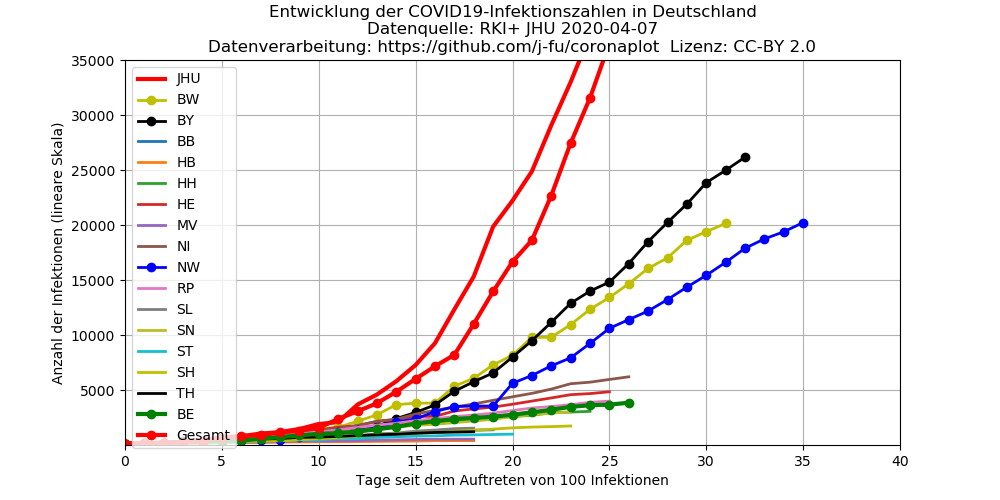 Entwicklung der COVID19-Infektionszahlen in Deutschland
Datenquelle: RKI+ JHU 2020-04-07
Datenverarbeitung: https://github.com/j-fu/coronaplot  Lizenz: CC-BY 2.0
Anzahl der Infektionen (lineare Skala)
35000
30000
25000
20000
15000
10000
5000
JHU
BW
BY
BB
HB
HH
HE
MV
NI
NW
RP
SL
SN
ST
SH
TH
BE
Gesamt
0
5
10
15
20
25
30
35
40
Tage seit dem Auftreten von 100 Infektionen